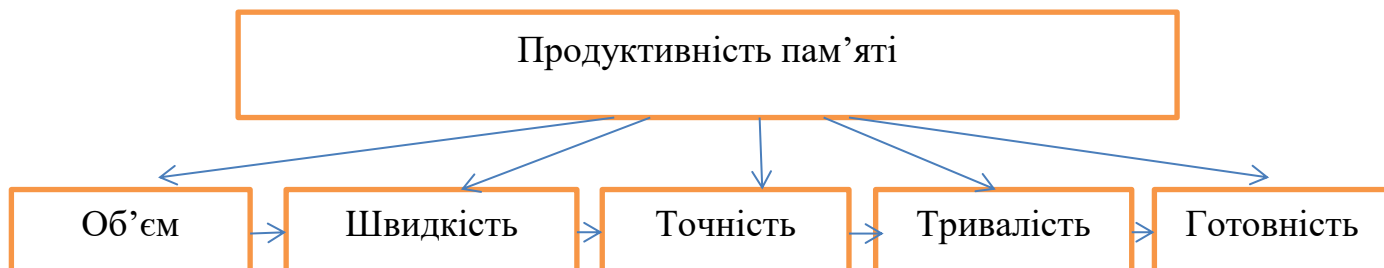 Продуктивність пам’яті
Об’єм
Швидкість
Точність
Тривалість
Готовність